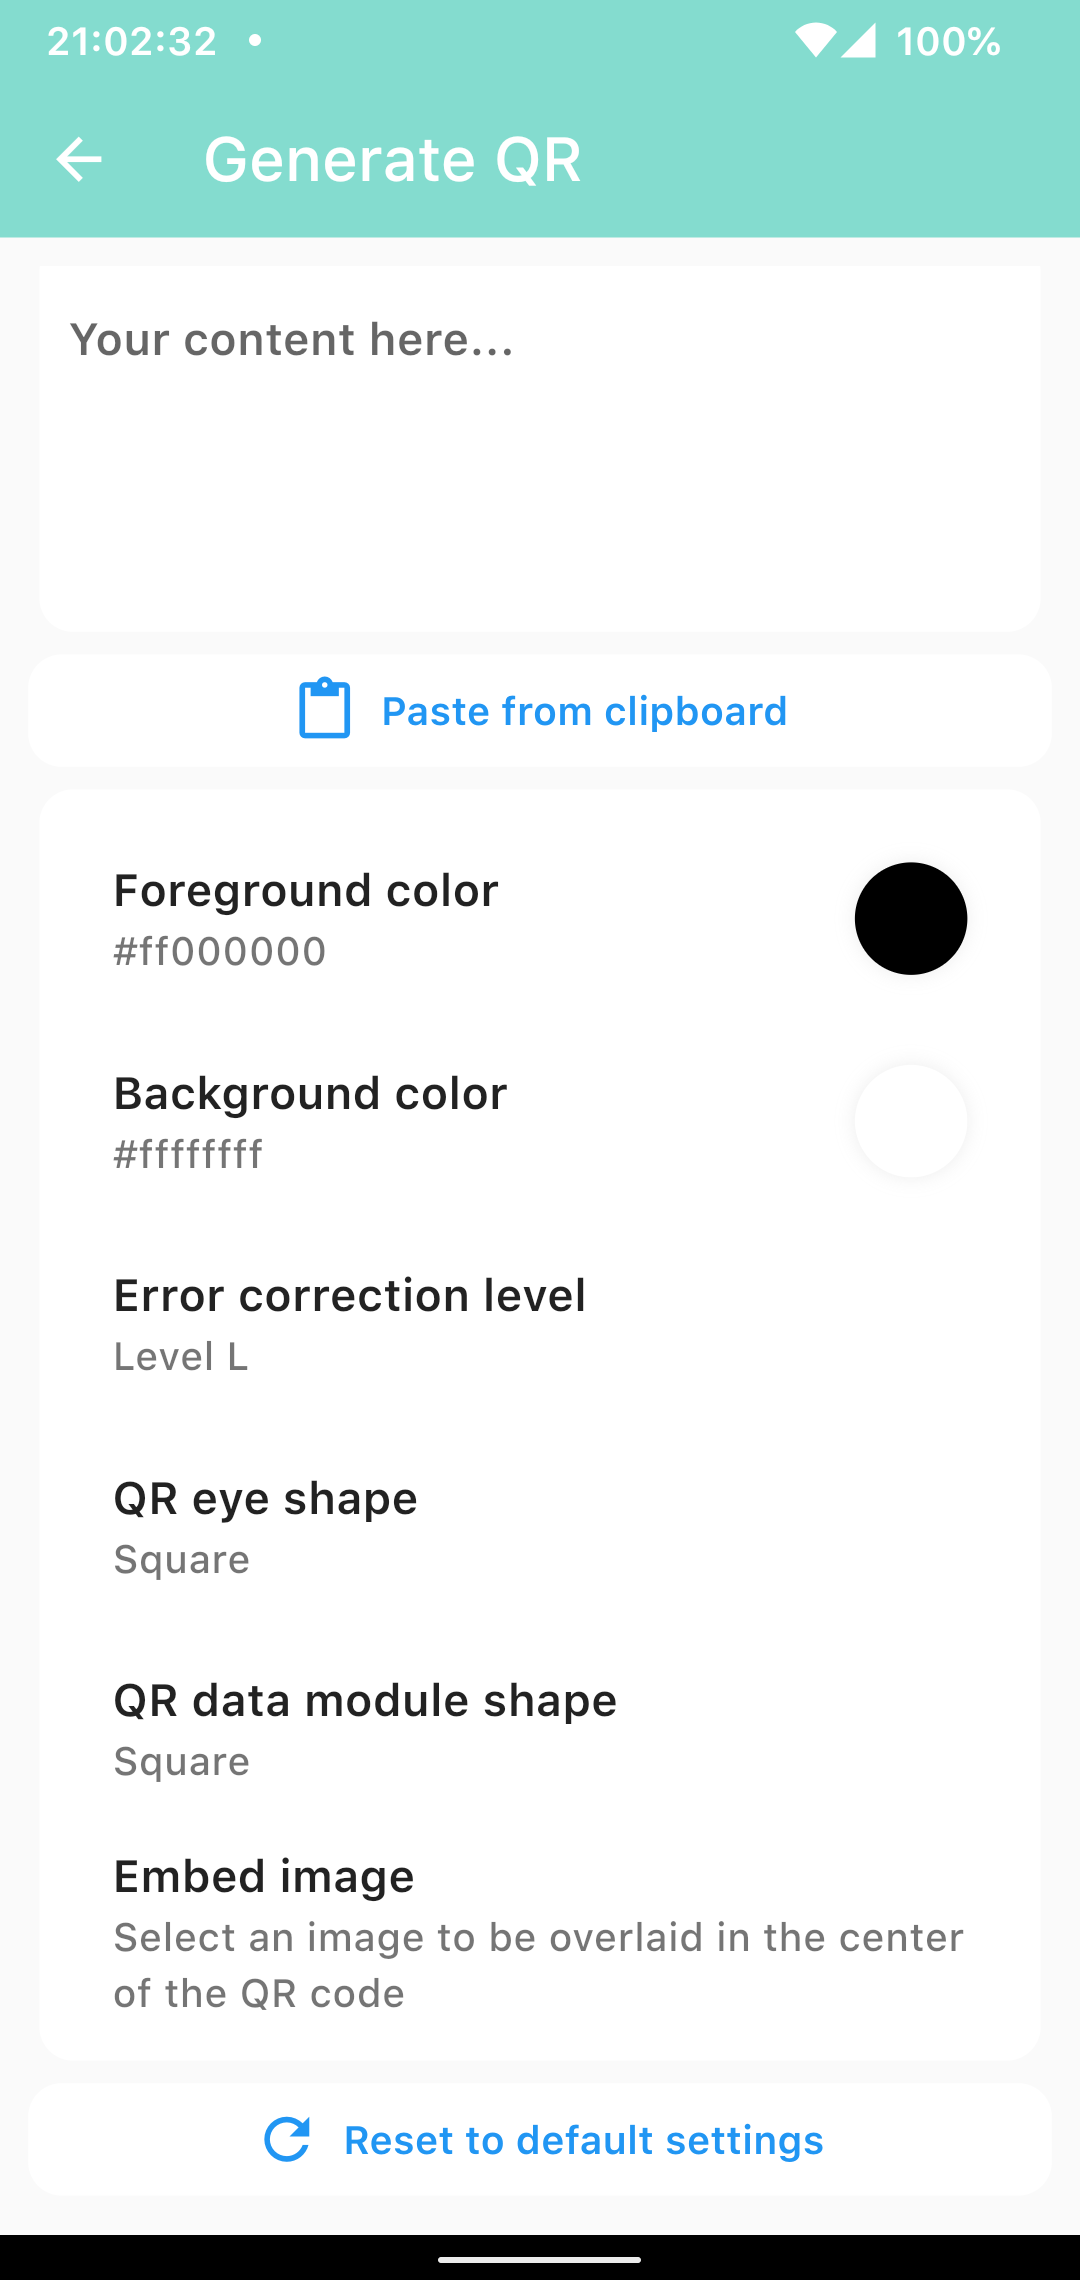 21:02:32
100%
Generate QR
Your content here...
Paste from clipboard
Foreground color
#ff000000
Background color
#ffffffff
Error correction level
Level L
QR eye shape
Square
QR data module shape
Square
Embed image
Select an image to be overlaid in the center
of the QR code
Reset to default settings